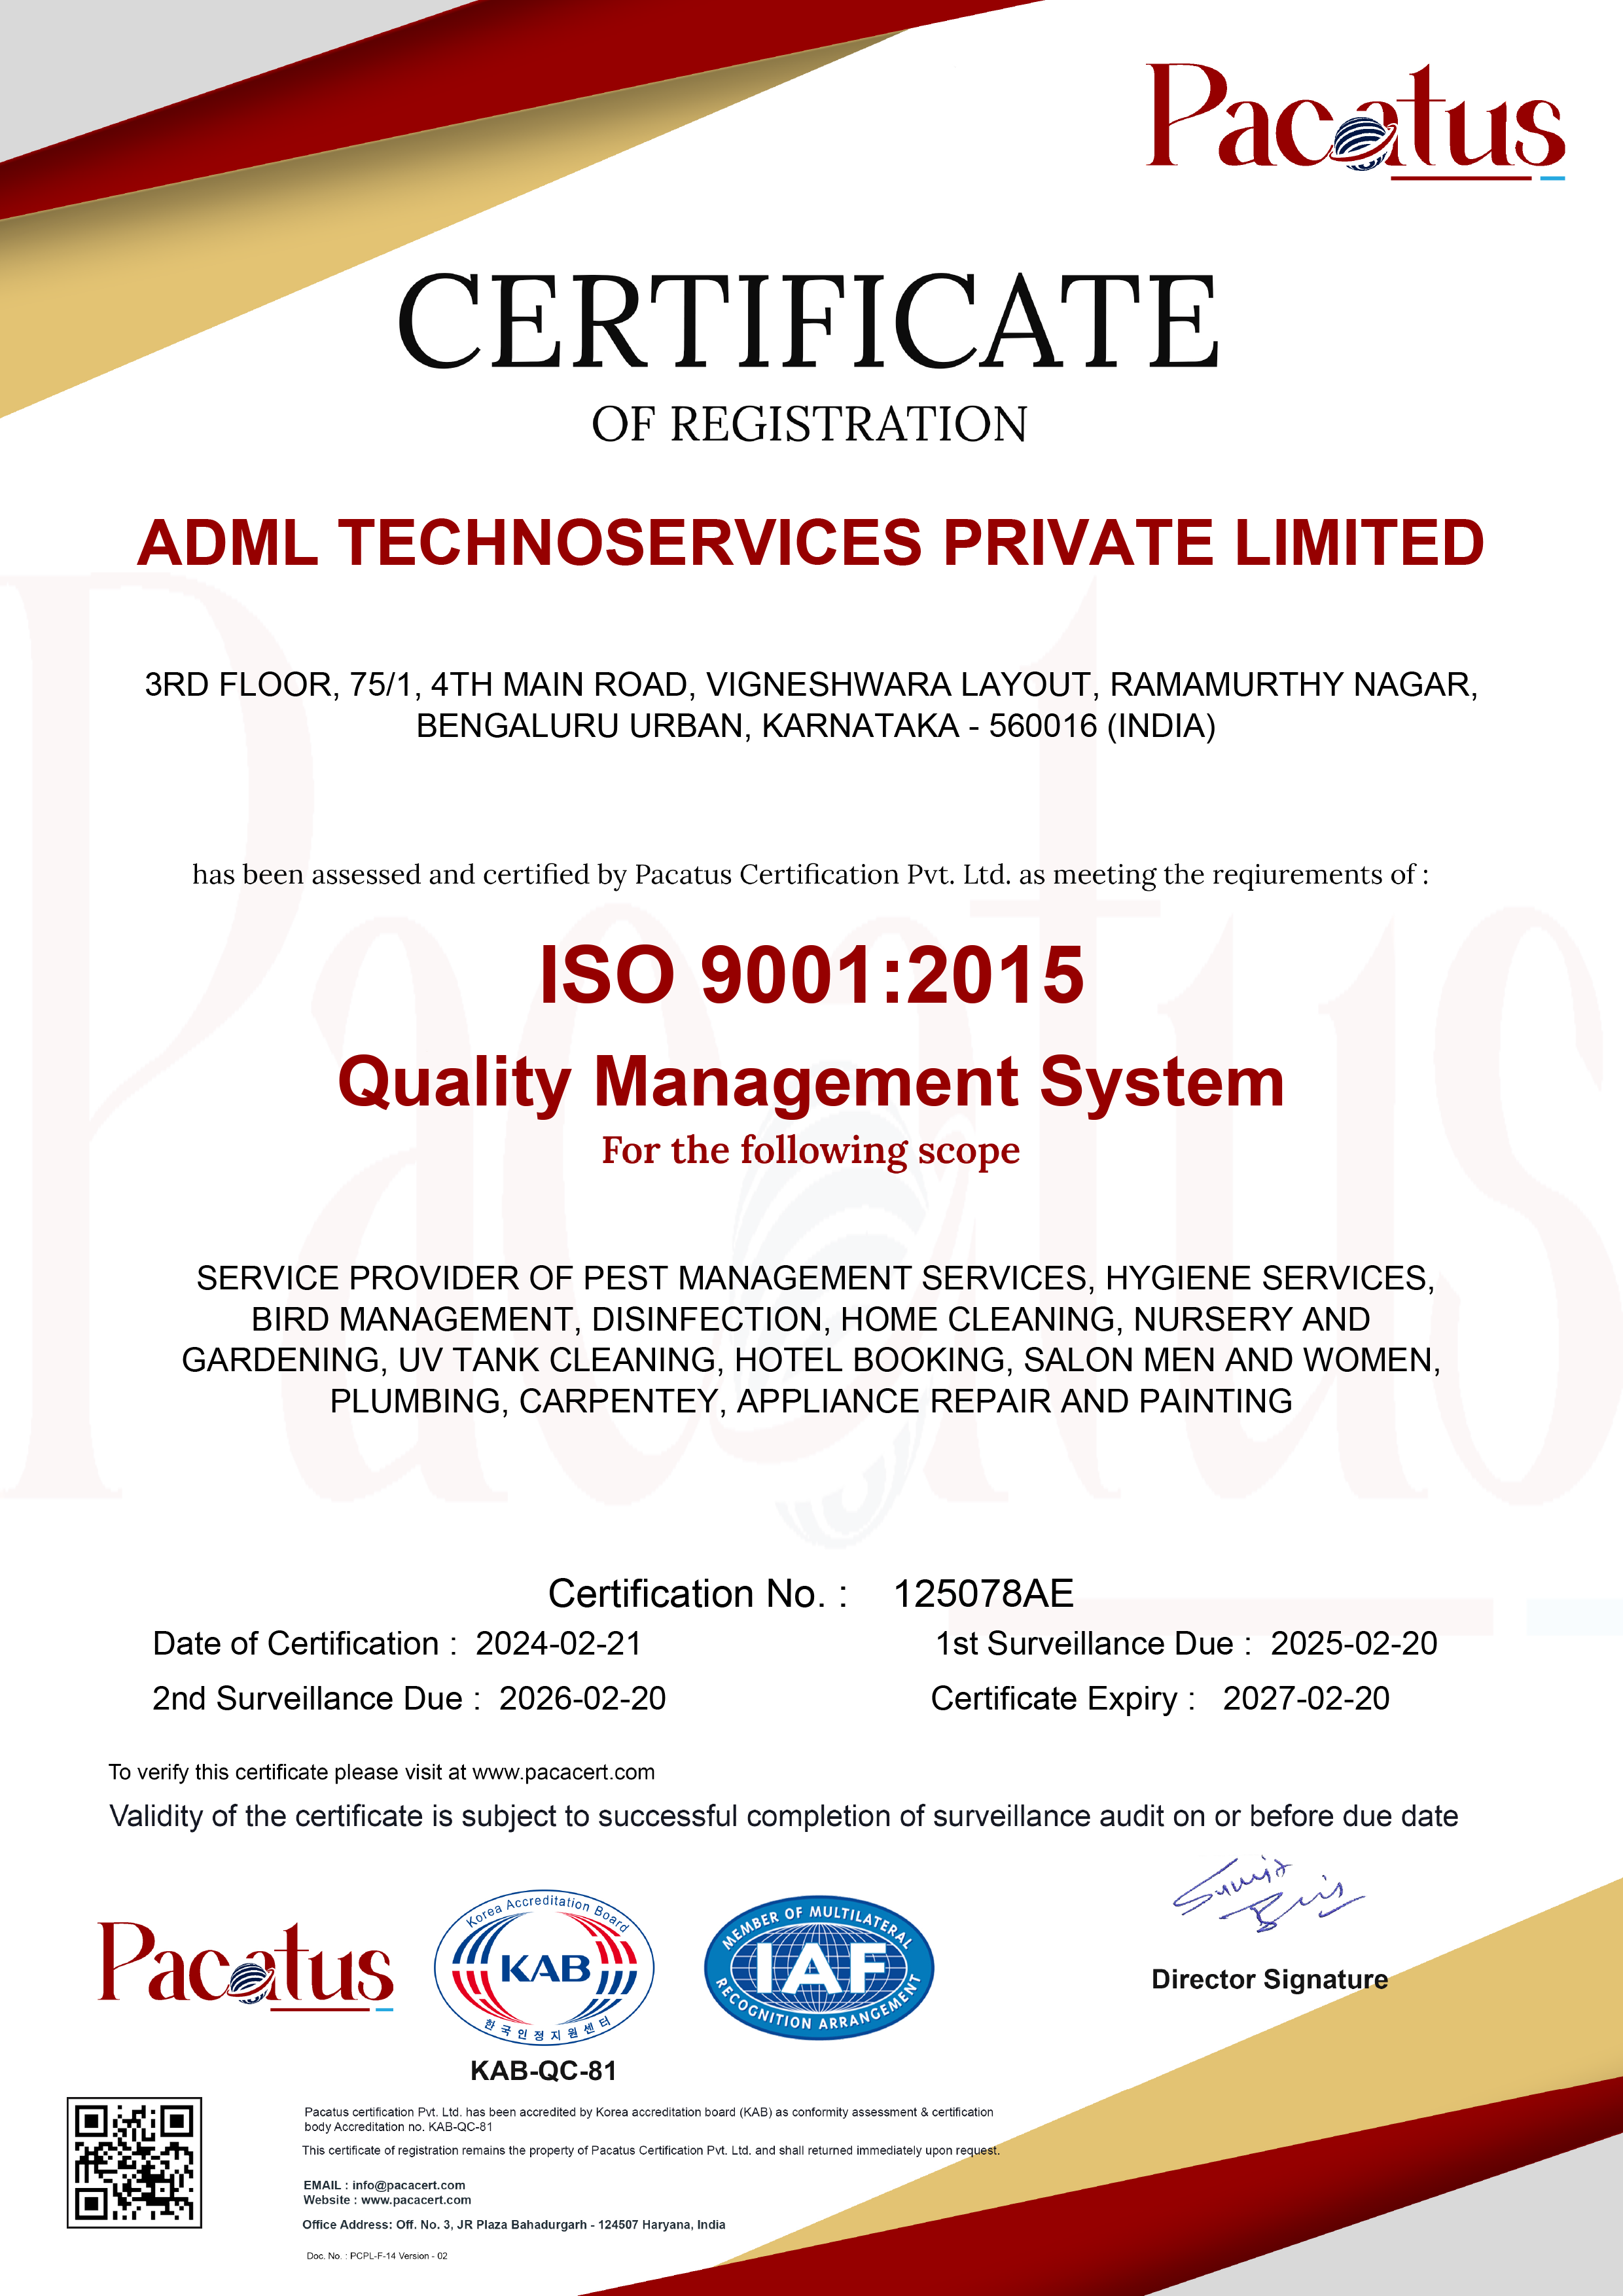 Pacatus
CERTIFICATE
OF REGISTRATION
ADML TECHNOSERVICES PRIVATE LIMITED
3RD FLOOR, 75/1, 4TH MAIN ROAD, VIGNESHWARA LAYOUT, RAMAMURTHY NAGAR,
BENGALURU URBAN, KARNATAKA - 560016 (INDIA)
has been assessed and certified by Pacatus Certification Pvt. Ltd. as meeting the reqiurements of :
ISO 9001:2015
Quality Management System
For the following scope
SERVICE PROVIDER OF PEST MANAGEMENT SERVICES, HYGIENE SERVICES,
BIRD MANAGEMENT, DISINFECTION, HOME CLEANING, NURSERY AND
GARDENING, UV TANK CLEANING, HOTEL BOOKING, SALON MEN AND WOMEN,
PLUMBING, CARPENTEY, APPLIANCE REPAIR AND PAINTING
Certification No. : 125078AE
Date of Certification : 2024-02-21 1st Surveillance Due : 2025-02-20
2nd Surveillance Due : 2026-02-20 Certificate Expiry : 2027-02-20
To verify this certificate please visit at www.pacacert.com
Validity of the certificate is subject to successful completion of surveillance audit on or before due date
Pacatus
Korea Accreditation Board
KAB
한국인정지원센터
KAB-QC-81
MEMBER OF MULTILATERAL
IAF
RECOGNITION ARRANGEMENT
Director Signature
Pacatus certification Pvt. Ltd. has been accredited by Korea accreditation board (KAB) as conformity assessment & certification
body Accreditation no. KAB-QC-81
This certificate of registration remains the property of Pacatus Certification Pvt. Ltd. and shall returned immediately upon request.
EMAIL : info@pacacert.com
Website : www.pacacert.com
Office Address: Off. No. 3, JR Plaza Bahadurgarh - 124507 Haryana, India
Doc. No. : PCPL-F-14 Version - 02